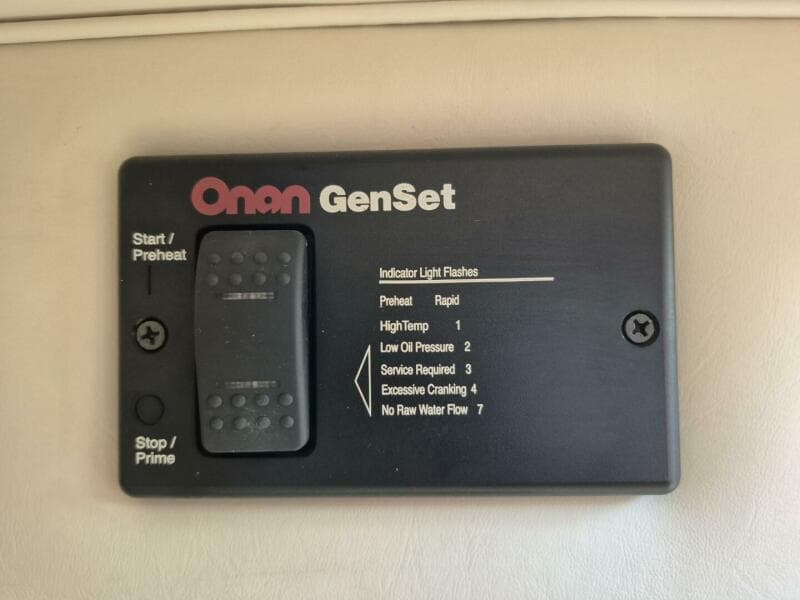 Onan GenSet
Start /
Preheat
Indicator Light Flashes
Preheat Rapid
HighTemp 1
Low Oil Pressure 2
Service Required 3
Excessive Cranking 4
No Raw Water Flow 7
Stop /
Prime